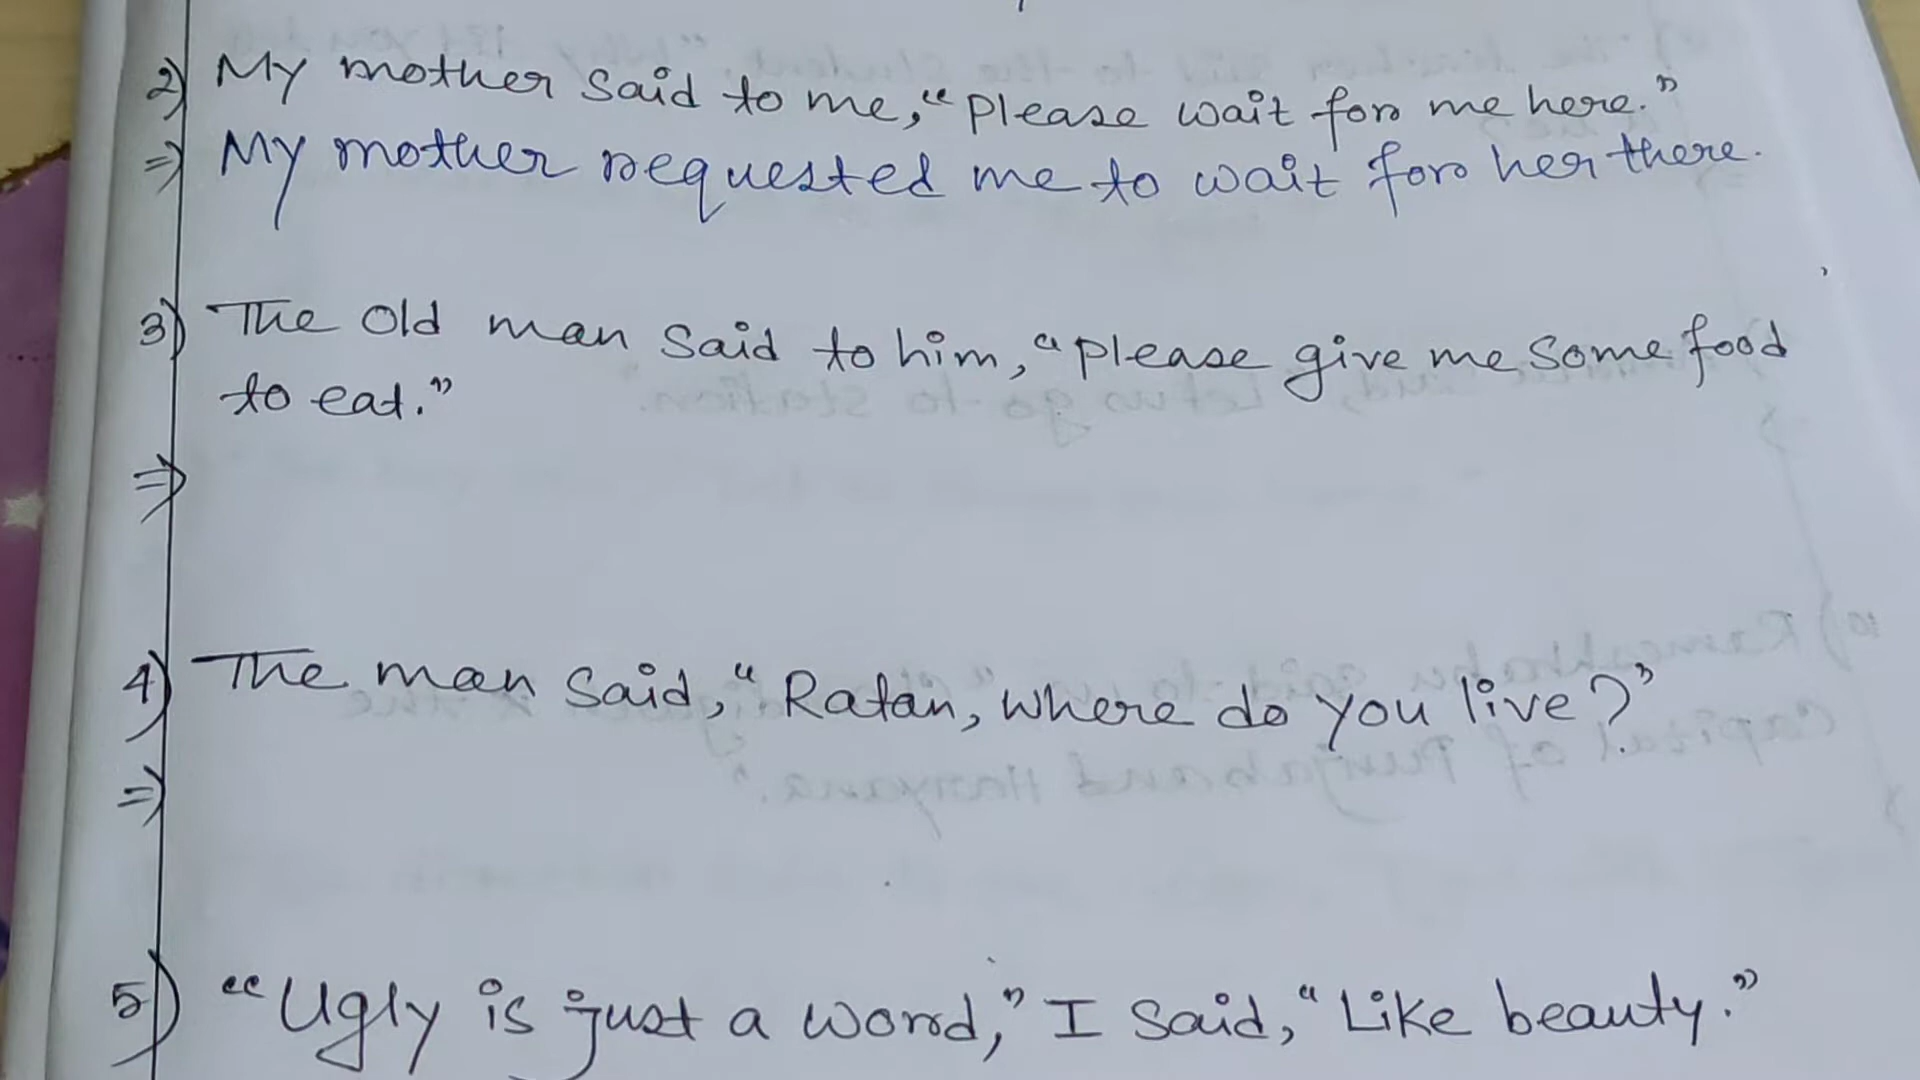 2) My mother said to me, "Please wait for me here."
=> My mother requested me to wait for her there.
3) The old man said to him, "please give me some food
to eat."
=>
4) The man said, "Ratan, where do you live?"
=>
5) "Ugly is just a word," I said, "Like beauty."